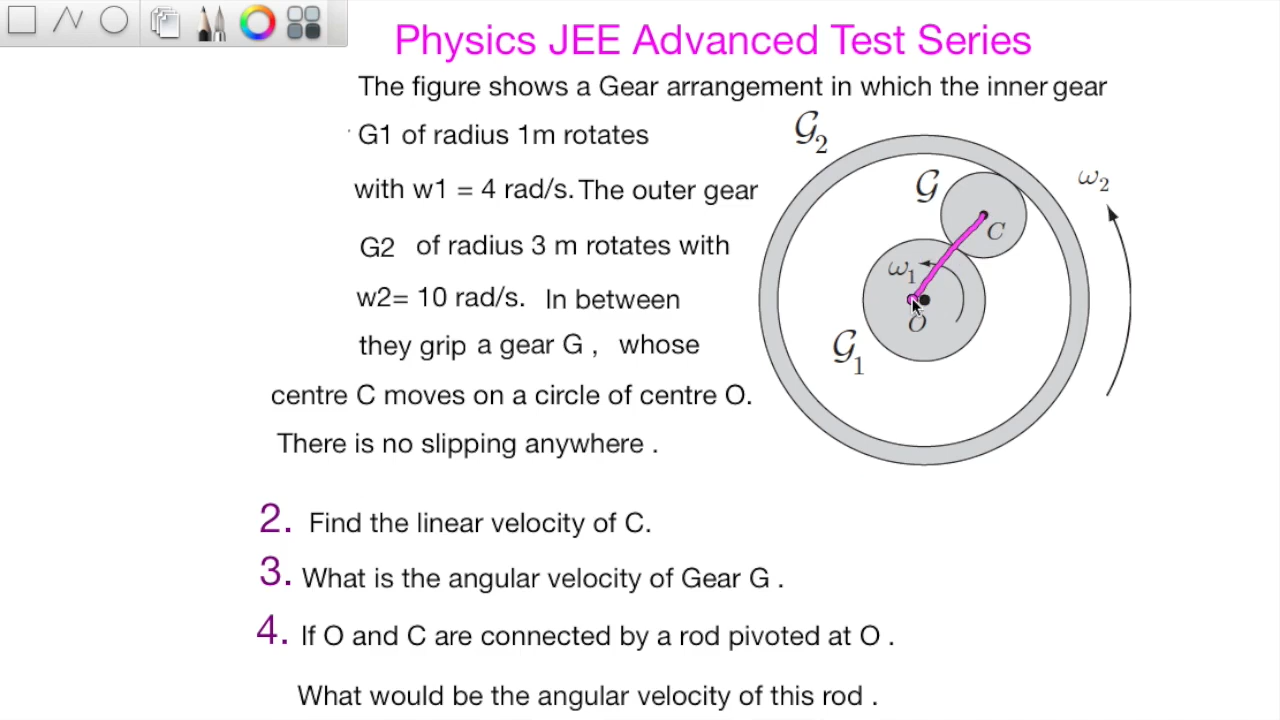 Physics JEE Advanced Test Series
The figure shows a Gear arrangement in which the inner gear
G1 of radius 1m rotates
with w1 = 4 rad/s. The outer gear
G2 of radius 3 m rotates with
w2= 10 rad/s. In between
they grip a gear G , whose
centre C moves on a circle of centre O.
There is no slipping anywhere .
𝒢₂
𝒢
ω₂
C
ω₁
O
𝒢₁
2. Find the linear velocity of C.
3. What is the angular velocity of Gear G .
4. If O and C are connected by a rod pivoted at O .
What would be the angular velocity of this rod .